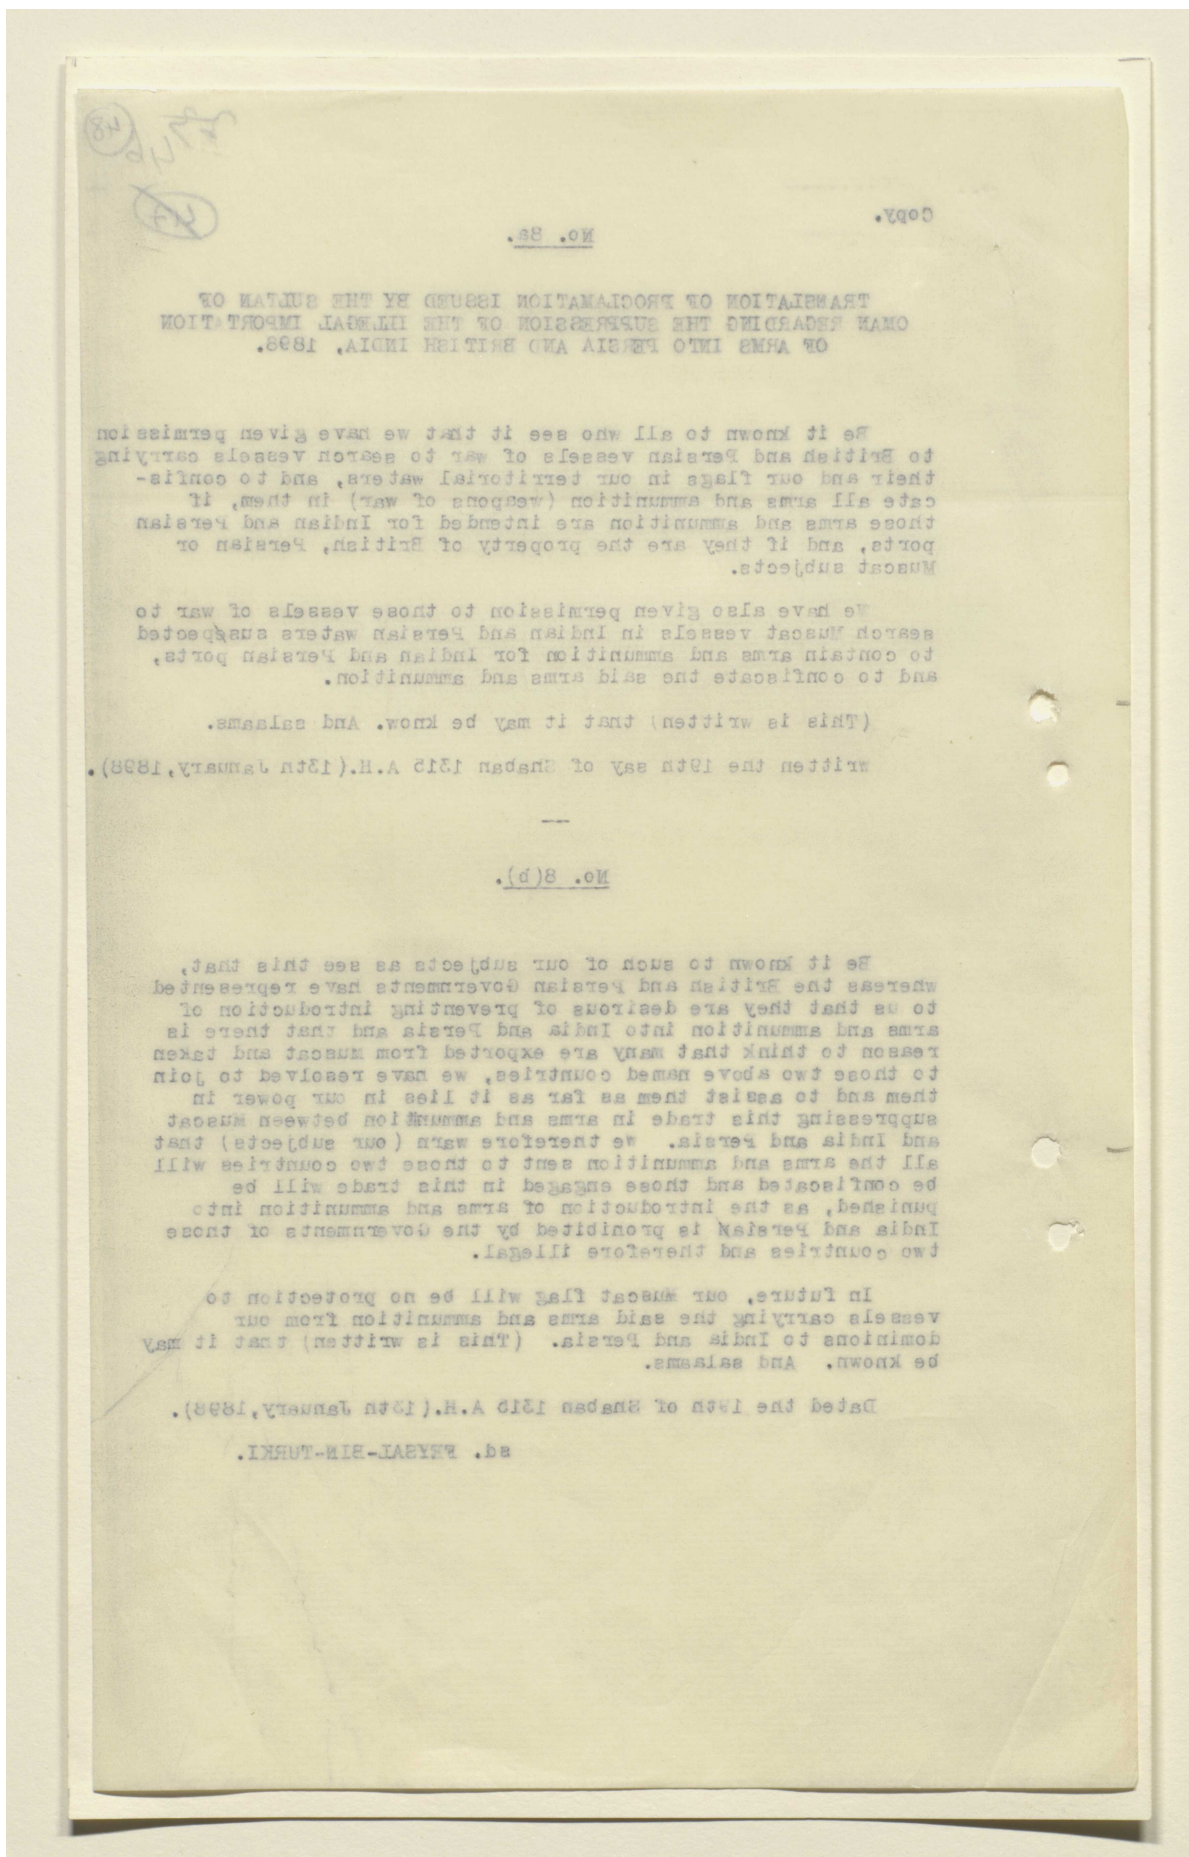 48
46
47
Copy.
No. 8a.
TRANSLATION OF PROCLAMATION ISSUED BY THE SULTAN OF
OMAN REGARDING THE SUPPRESSION OF THE ILLEGAL IMPORTATION
OF ARMS INTO PERSIA AND BRITISH INDIA, 1898.
Be it known to all who see it that we have given permission
to British and Persian vessels of war to search vessels carrying
their and our flags in our territorial waters, and to confis-
cate all arms and ammunition (weapons of war) in them, if
those arms and ammunition are intended for Indian and Persian
ports, and if they are the property of British, Persian or
Muscat subjects.
We have also given permission to those vessels of war to
search Muscat vessels in Indian and Persian waters suspected
to contain arms and ammunition for Indian and Persian ports,
and to confiscate the said arms and ammunition.
(This is written) that it may be know. And salaams.
written the 19th say of Shaban 1315 A.H.(13th January,1898).
No. 8(b).
Be it known to such of our subjects as see this that,
whereas the British and Persian Governments have represented
to us that they are desirous of preventing introduction of
arms and ammunition into India and Persia and that there is
reason to think that many are exported from Muscat and taken
to those two above named countries, we have resolved to join
them and to assist them as far as it lies in our power in
suppressing this trade in arms and ammunition between Muscat
and India and Persia. We therefore warn (our subjects) that
all the arms and ammunition sent to those two countries will
be confiscated and those engaged in this trade will be
punished, as the introduction of arms and ammunition into
India and Persia is prohibited by the Governments of those
two countries and therefore illegal.
In future, our Muscat flag will be no protection to
vessels carrying the said arms and ammunition from our
dominions to India and Persia. (This is written) that it may
be known. And salaams.
Dated the 19th of Shaban 1315 A.H.(13th January,1898).
sd. FEYSAL-BIN-TURKI.